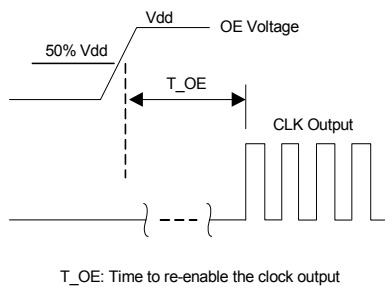 Vdd
OE Voltage
50% Vdd
T_OE
CLK Output
T_OE: Time to re-enable the clock output